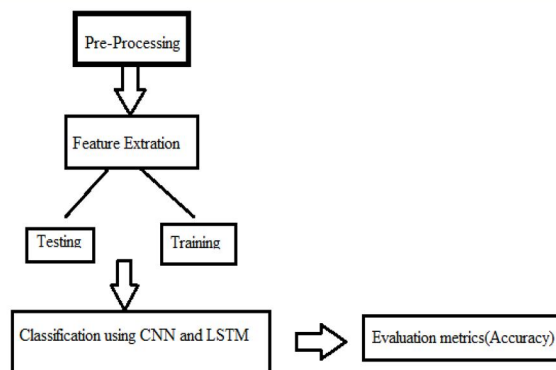 Pre-Processing
Feature Extration
Testing
Training
Classification using CNN and LSTM
Evaluation metrics(Accuracy)